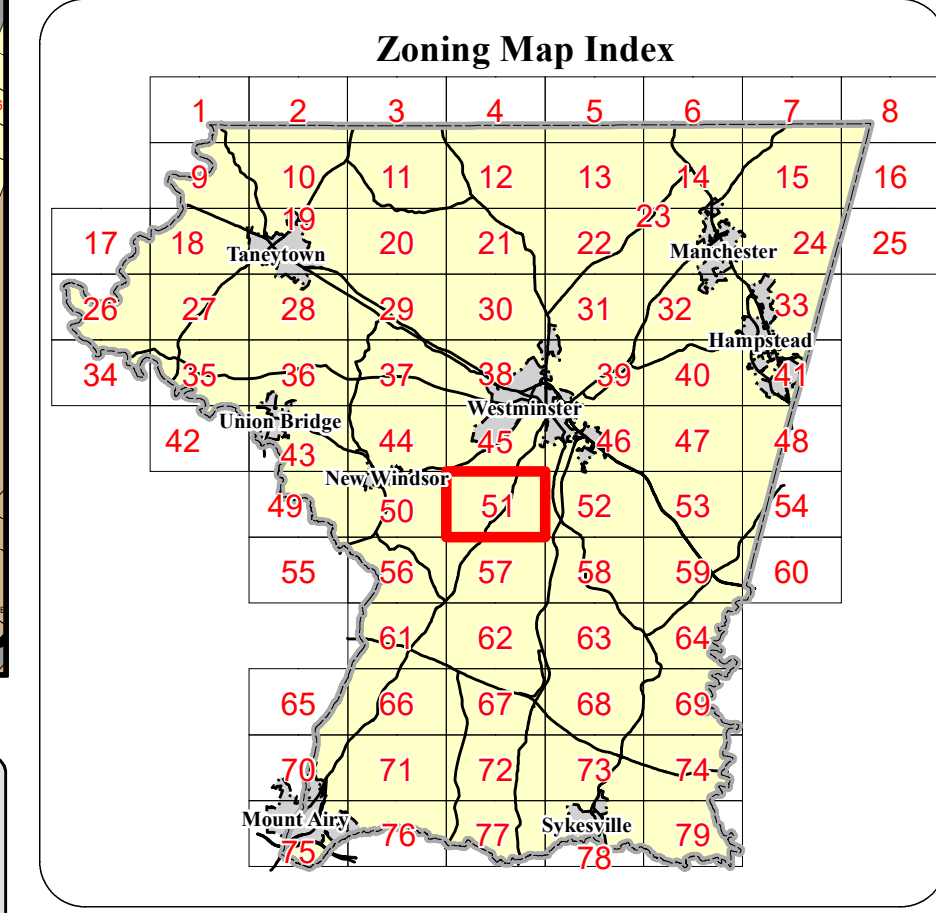 Zoning Map Index
1 2 3 4 5 6 7 8
9 10 11 12 13 14 15 16
17 18 19 20 21 22 23 24 25
Taneytown
Manchester
26 27 28 29 30 31 32 33
Hampstead
34 35 36 37 38 39 40 41
Westminster
Union Bridge
42 43 44 45 46 47 48
New Windsor
49 50 51 52 53 54
55 56 57 58 59 60
61 62 63 64
65 66 67 68 69
70 71 72 73 74
Mount Airy
Sykesville
75 76 77 78 79